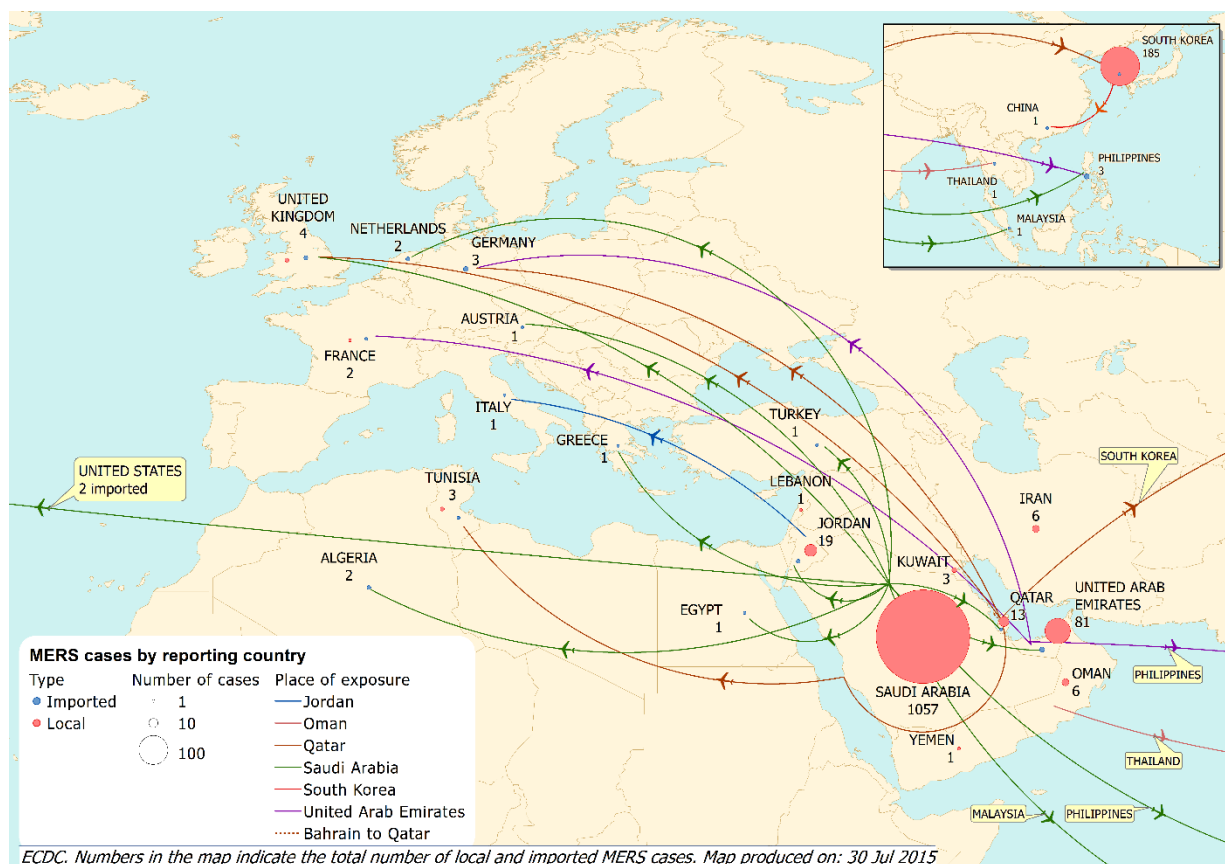 SOUTH KOREA
185
CHINA
1
PHILIPPINES
3
THAILAND
1
MALAYSIA
1
UNITED
KINGDOM
4
NETHERLANDS
2
GERMANY
3
AUSTRIA
1
FRANCE
2
ITALY
1
GREECE
1
TURKEY
1
UNITED STATES
2 imported
TUNISIA
3
LEBANON
1
JORDAN
19
IRAN
6
SOUTH KOREA
ALGERIA
2
EGYPT
1
KUWAIT
3
QATAR
13
UNITED ARAB
EMIRATES
81
PHILIPPINES
SAUDI ARABIA
1057
OMAN
6
YEMEN
1
THAILAND
MALAYSIA
PHILIPPINES
MERS cases by reporting country
Type
Imported
Local
Number of cases
1
10
100
Place of exposure
Jordan
Oman
Qatar
Saudi Arabia
South Korea
United Arab Emirates
Bahrain to Qatar
ECDC. Numbers in the map indicate the total number of local and imported MERS cases. Map produced on: 30 Jul 2015